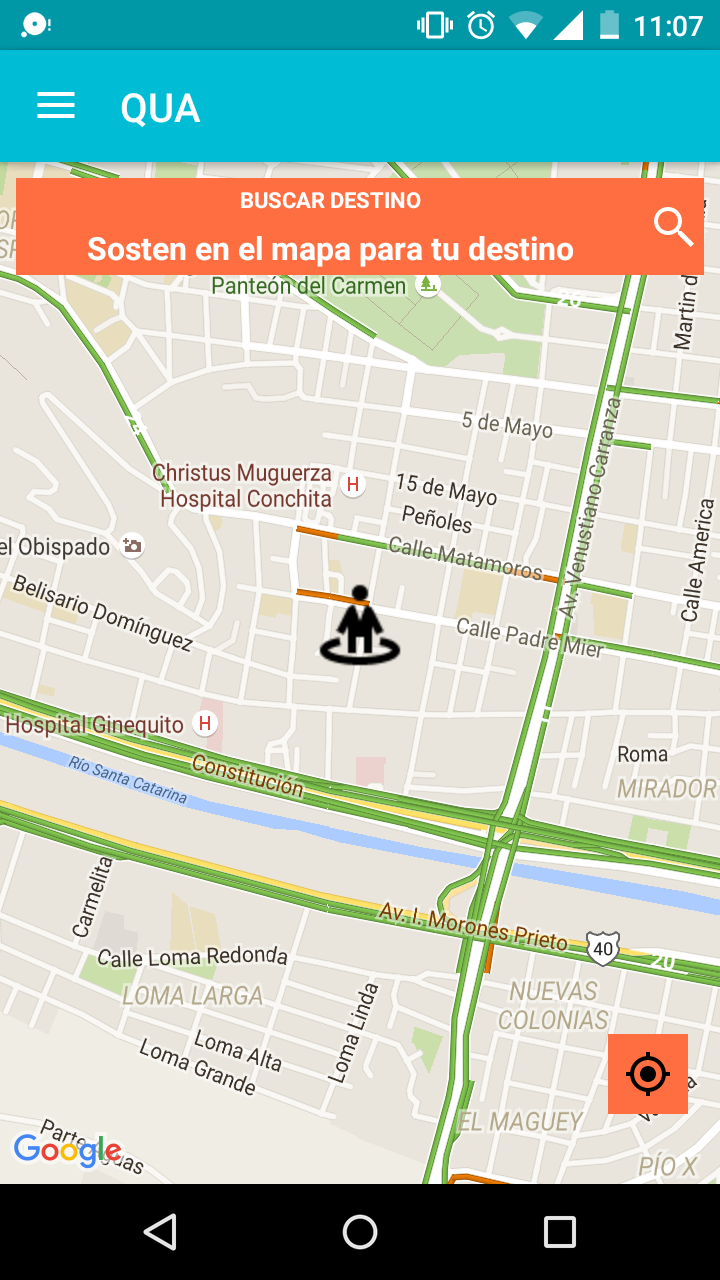 11:07
QUA
BUSCAR DESTINO
Sosten en el mapa para tu destino
Panteón del Carmen
26
Martin d
5 de Mayo
24
Christus Muguerza
Hospital Conchita
H
15 de Mayo
Peñoles
Av. Venustiano Carranza
Calle America
el Obispado
Calle Matamoros
Belisario Domínguez
Calle Padre Mier
Hospital Ginequito
H
Roma
MIRADOR
Constitución
Río Santa Catarina
Carmelita
Av. I. Morones Prieto
40
20
Calle Loma Redonda
LOMA LARGA
NUEVAS
COLONIAS
Loma Linda
Loma Alta
Loma Grande
EL MAGUEY
PÍO X
Google